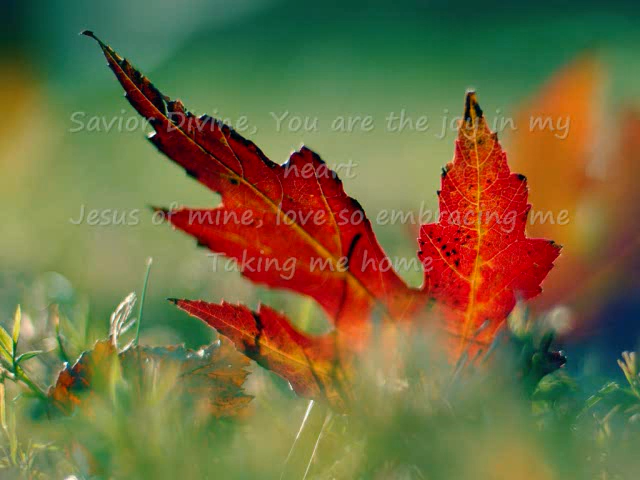 Savior Divine, You are the joy in my
heart
Jesus of mine, love so embracing me
Taking me home